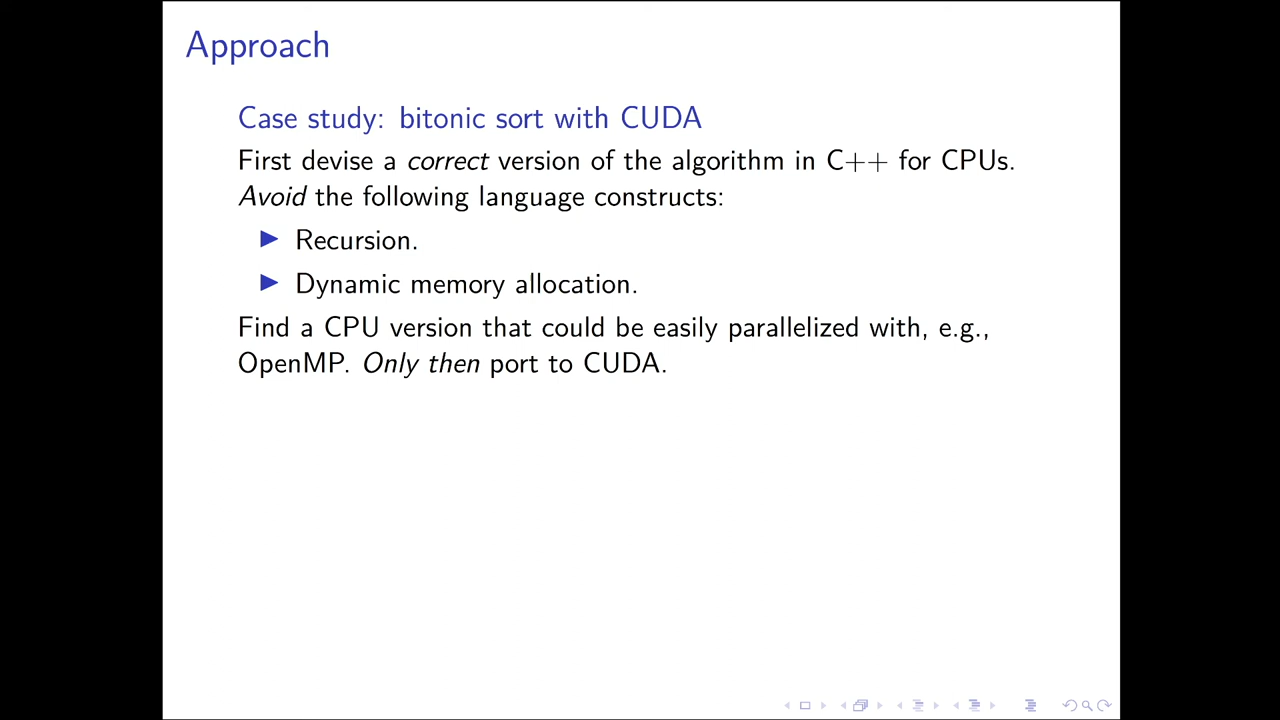 Approach
Case study: bitonic sort with CUDA
First devise a correct version of the algorithm in C++ for CPUs.
Avoid the following language constructs:
Recursion.
Dynamic memory allocation.
Find a CPU version that could be easily parallelized with, e.g.,
OpenMP. Only then port to CUDA.